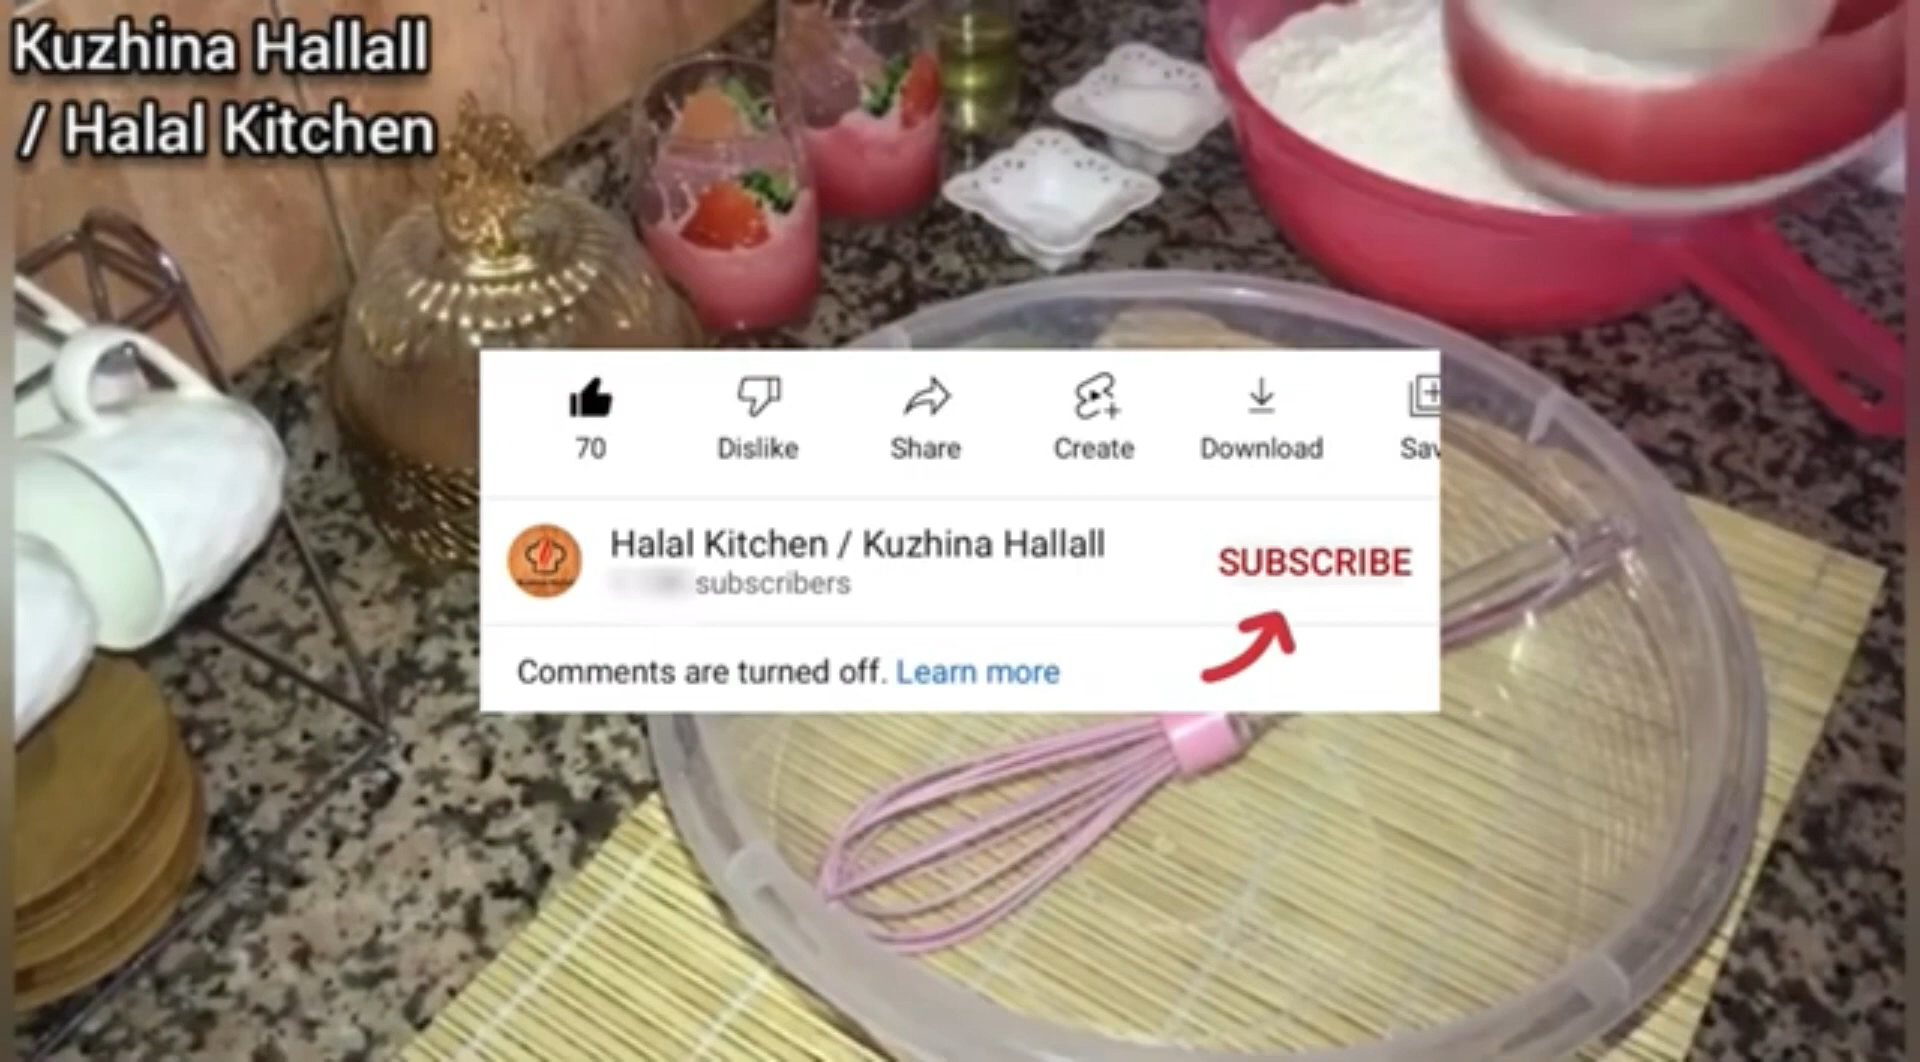 Kuzhina Hallall
/ Halal Kitchen
70
Dislike
Share
Create
Download
Sav
Halal Kitchen / Kuzhina Hallall
subscribers
SUBSCRIBE
Comments are turned off. Learn more